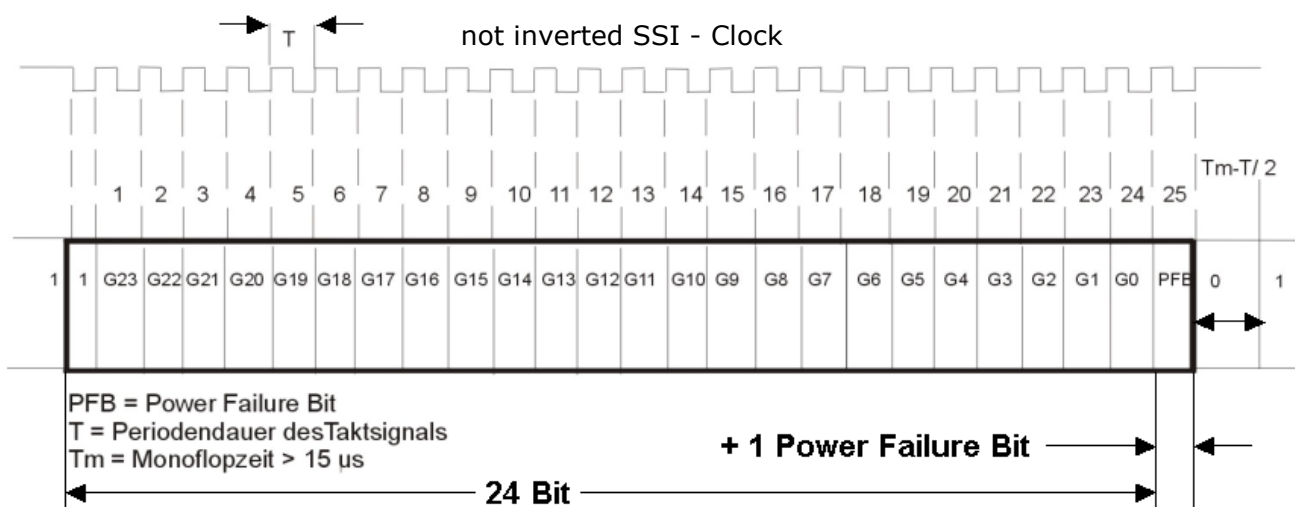 T not inverted SSI - Clock
Tm-T/ 2
1 2 3 4 5 6 7 8 9 10 11 12 13 14 15 16 17 18 19 20 21 22 23 24 25
1 1 G23 G22 G21 G20 G19 G18 G17 G16 G15 G14 G13 G12 G11 G10 G9 G8 G7 G6 G5 G4 G3 G2 G1 G0 PFB 0 1
PFB = Power Failure Bit
T = Periodendauer desTaktsignals
Tm = Monoflopzeit > 15 µs
+ 1 Power Failure Bit
24 Bit